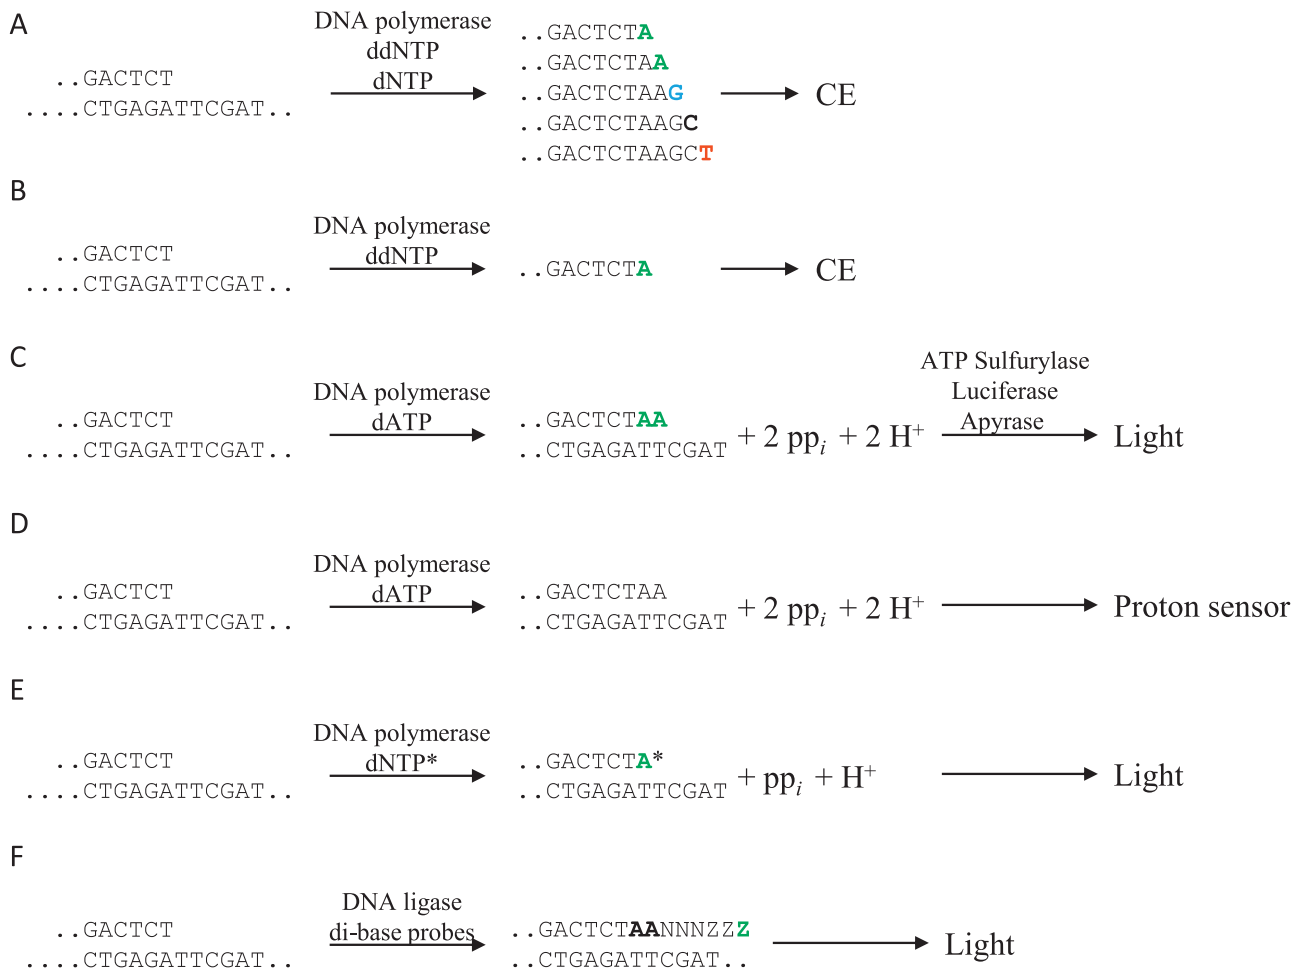 A
DNA polymerase
ddNTP
dNTP
..GACTCT
....CTGAGATTCGAT..
..GACTCTA
..GACTCTAA
..GACTCTAAG
..GACTCTAAGC
..GACTCTAAGCT
CE
B
DNA polymerase
ddNTP
..GACTCT
....CTGAGATTCGAT..
..GACTCTA
CE
C
DNA polymerase
dATP
..GACTCT
....CTGAGATTCGAT..
..GACTCTAA
..CTGAGATTCGAT
+ 2 ppi + 2 H+
ATP Sulfurylase
Luciferase
Apyrase
Light
D
DNA polymerase
dATP
..GACTCT
....CTGAGATTCGAT..
..GACTCTAA
..CTGAGATTCGAT
+ 2 ppi + 2 H+
Proton sensor
E
DNA polymerase
dNTP*
..GACTCT
....CTGAGATTCGAT..
..GACTCTA*
..CTGAGATTCGAT
+ ppi + H+
Light
F
DNA ligase
di-base probes
..GACTCT
....CTGAGATTCGAT..
..GACTCTAANNNZZZ
..CTGAGATTCGAT..
Light